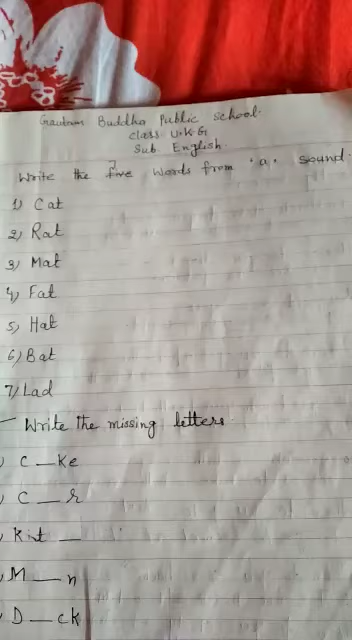 Gautam Buddha Public School.
Class U.K.G
Sub English.
Write the five words from 'a' sound.
1) Cat
2) Rat
3) Mat
4) Fat
5) Hat
6) Bat
7) Lad
Write the missing letters.
) C _ Ke
) C _ r
) Kit _
) M _ n
) D _ ck